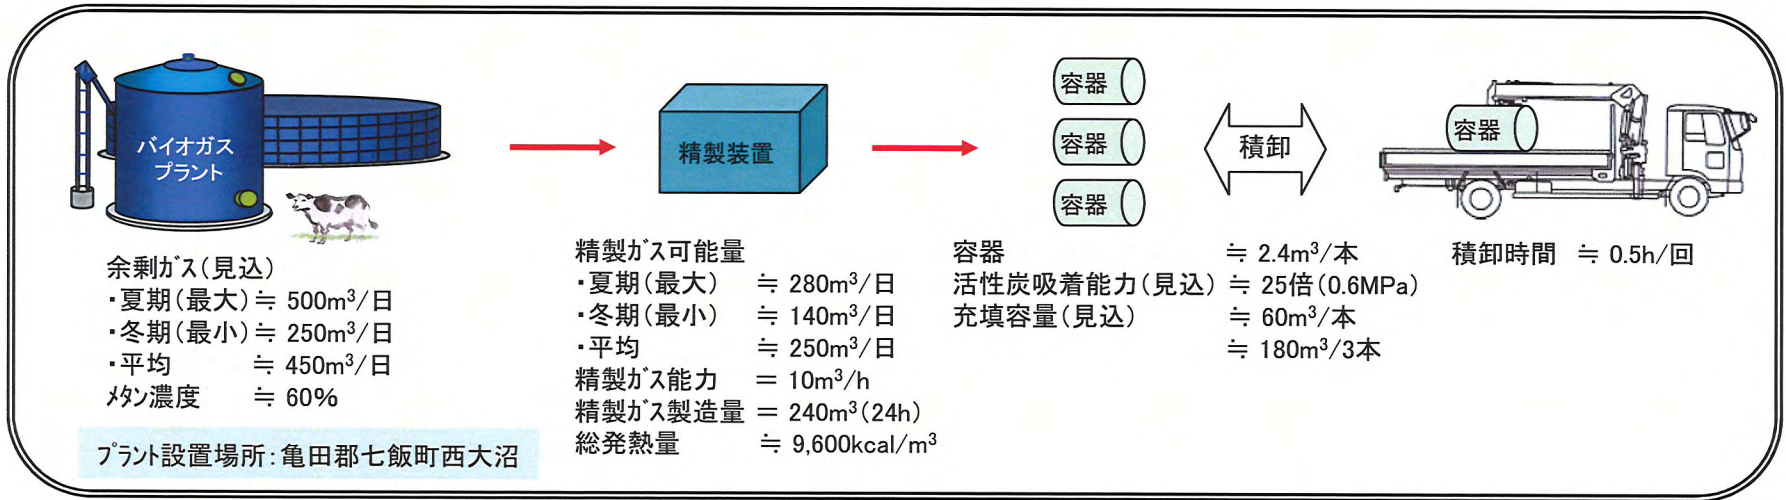 バイオガス
プラント
精製装置
容器
容器
容器
積卸
容器
余剰ガス(見込)
・夏期(最大)≒ 500m³/日
・冬期(最小)≒ 250m³/日
・平均 ≒ 450m³/日
メタン濃度 ≒ 60%
プラント設置場所:亀田郡七飯町西大沼
精製ガス可能量
・夏期(最大) ≒ 280m³/日
・冬期(最小) ≒ 140m³/日
・平均 ≒ 250m³/日
精製ガス能力 = 10m³/h
精製ガス製造量 = 240m³(24h)
総発熱量 ≒ 9,600kcal/m³
容器 ≒ 2.4m³/本
活性炭吸着能力(見込) ≒ 25倍(0.6MPa)
充填容量(見込) ≒ 60m³/本
≒ 180m³/3本
積卸時間 ≒ 0.5h/回